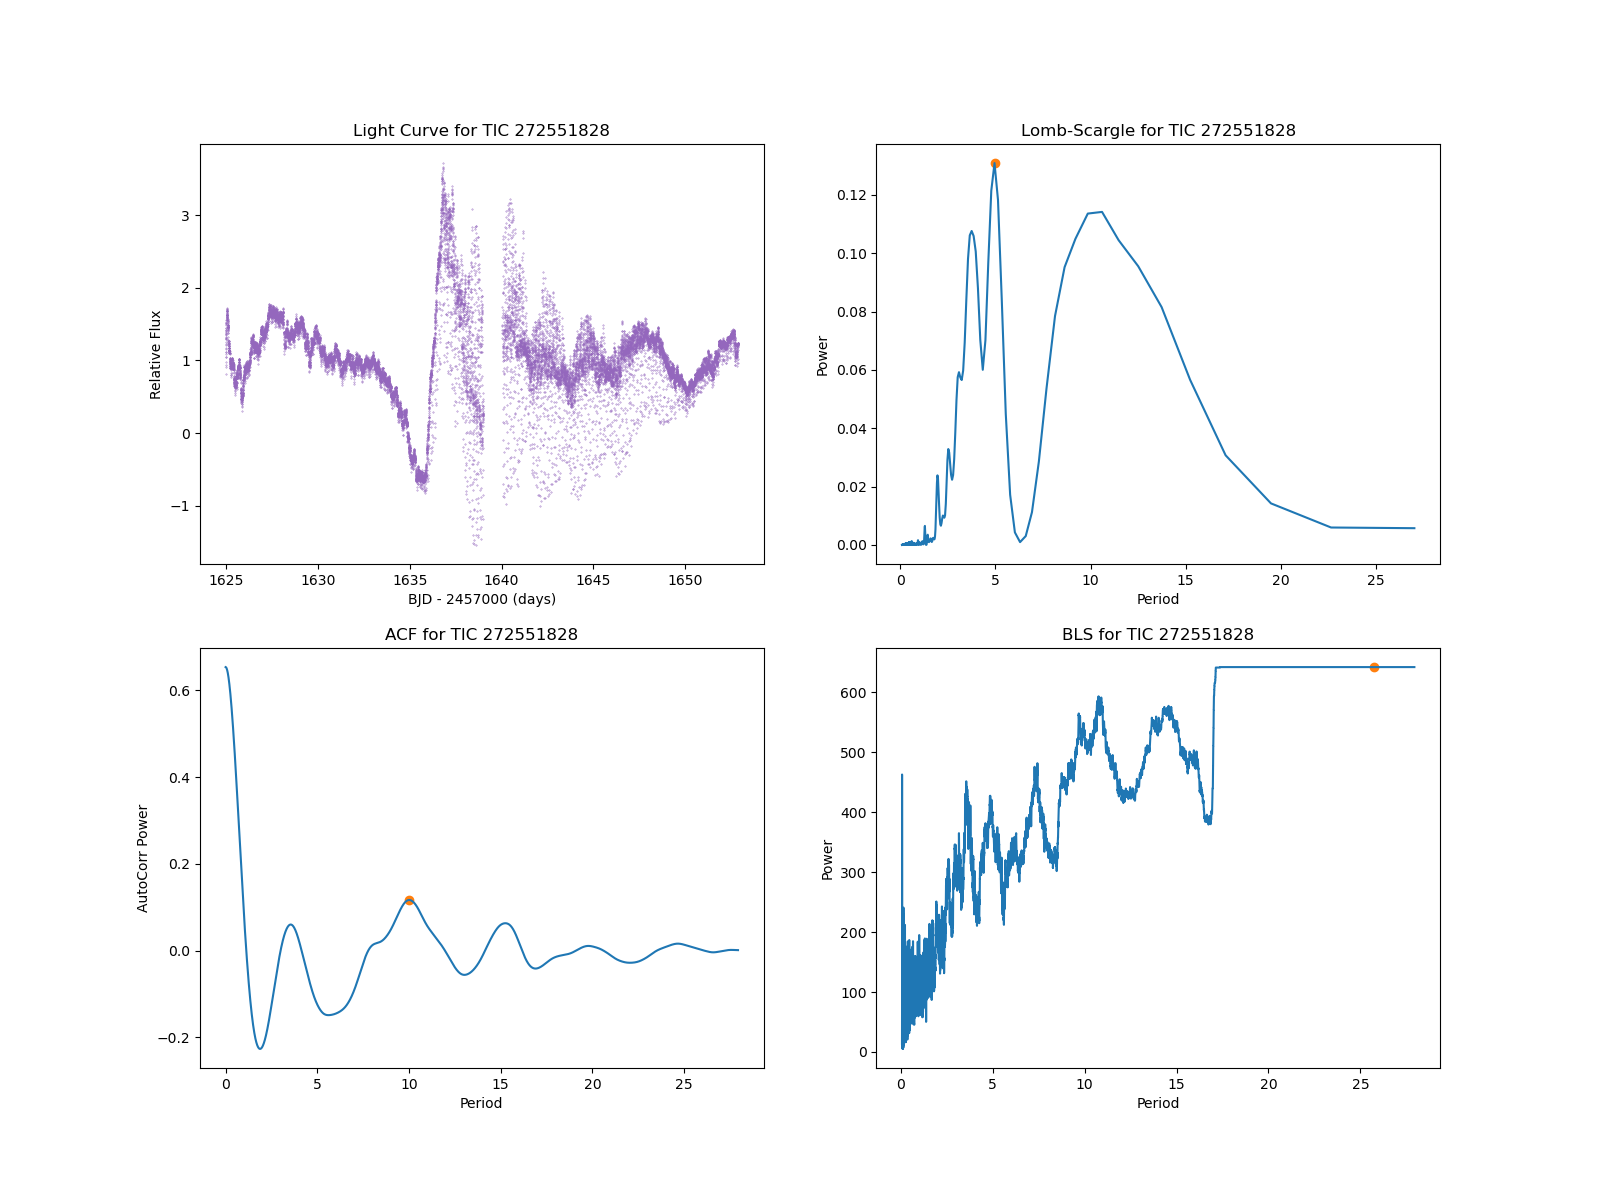 Light Curve for TIC 272551828
Relative Flux
3
2
1
0
−1
1625 1630 1635 1640 1645 1650
BJD - 2457000 (days)
Lomb-Scargle for TIC 272551828
Power
0.12
0.10
0.08
0.06
0.04
0.02
0.00
0 5 10 15 20 25
Period
ACF for TIC 272551828
AutoCorr Power
0.6
0.4
0.2
0.0
−0.2
0 5 10 15 20 25
Period
BLS for TIC 272551828
Power
600
500
400
300
200
100
0
0 5 10 15 20 25
Period